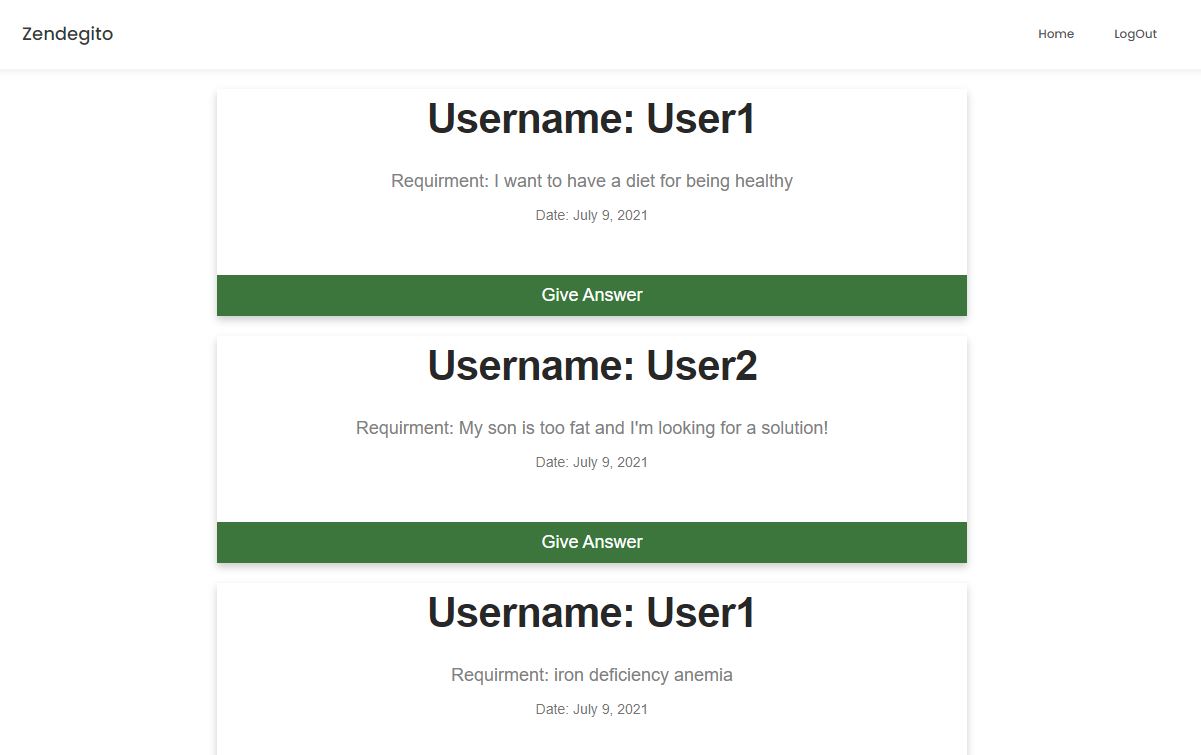 Zendegito
Home
LogOut
Username: User1
Requirment: I want to have a diet for being healthy
Date: July 9, 2021
Give Answer
Username: User2
Requirment: My son is too fat and I'm looking for a solution!
Date: July 9, 2021
Give Answer
Username: User1
Requirment: iron deficiency anemia
Date: July 9, 2021